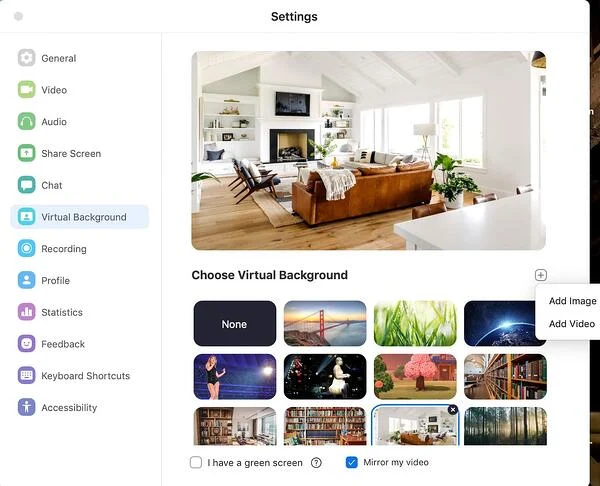 Settings
General
Video
Audio
Share Screen
Chat
Virtual Background
Recording
Profile
Statistics
Feedback
Keyboard Shortcuts
Accessibility
Choose Virtual Background
Add Image
Add Video
None
I have a green screen ?
Mirror my video